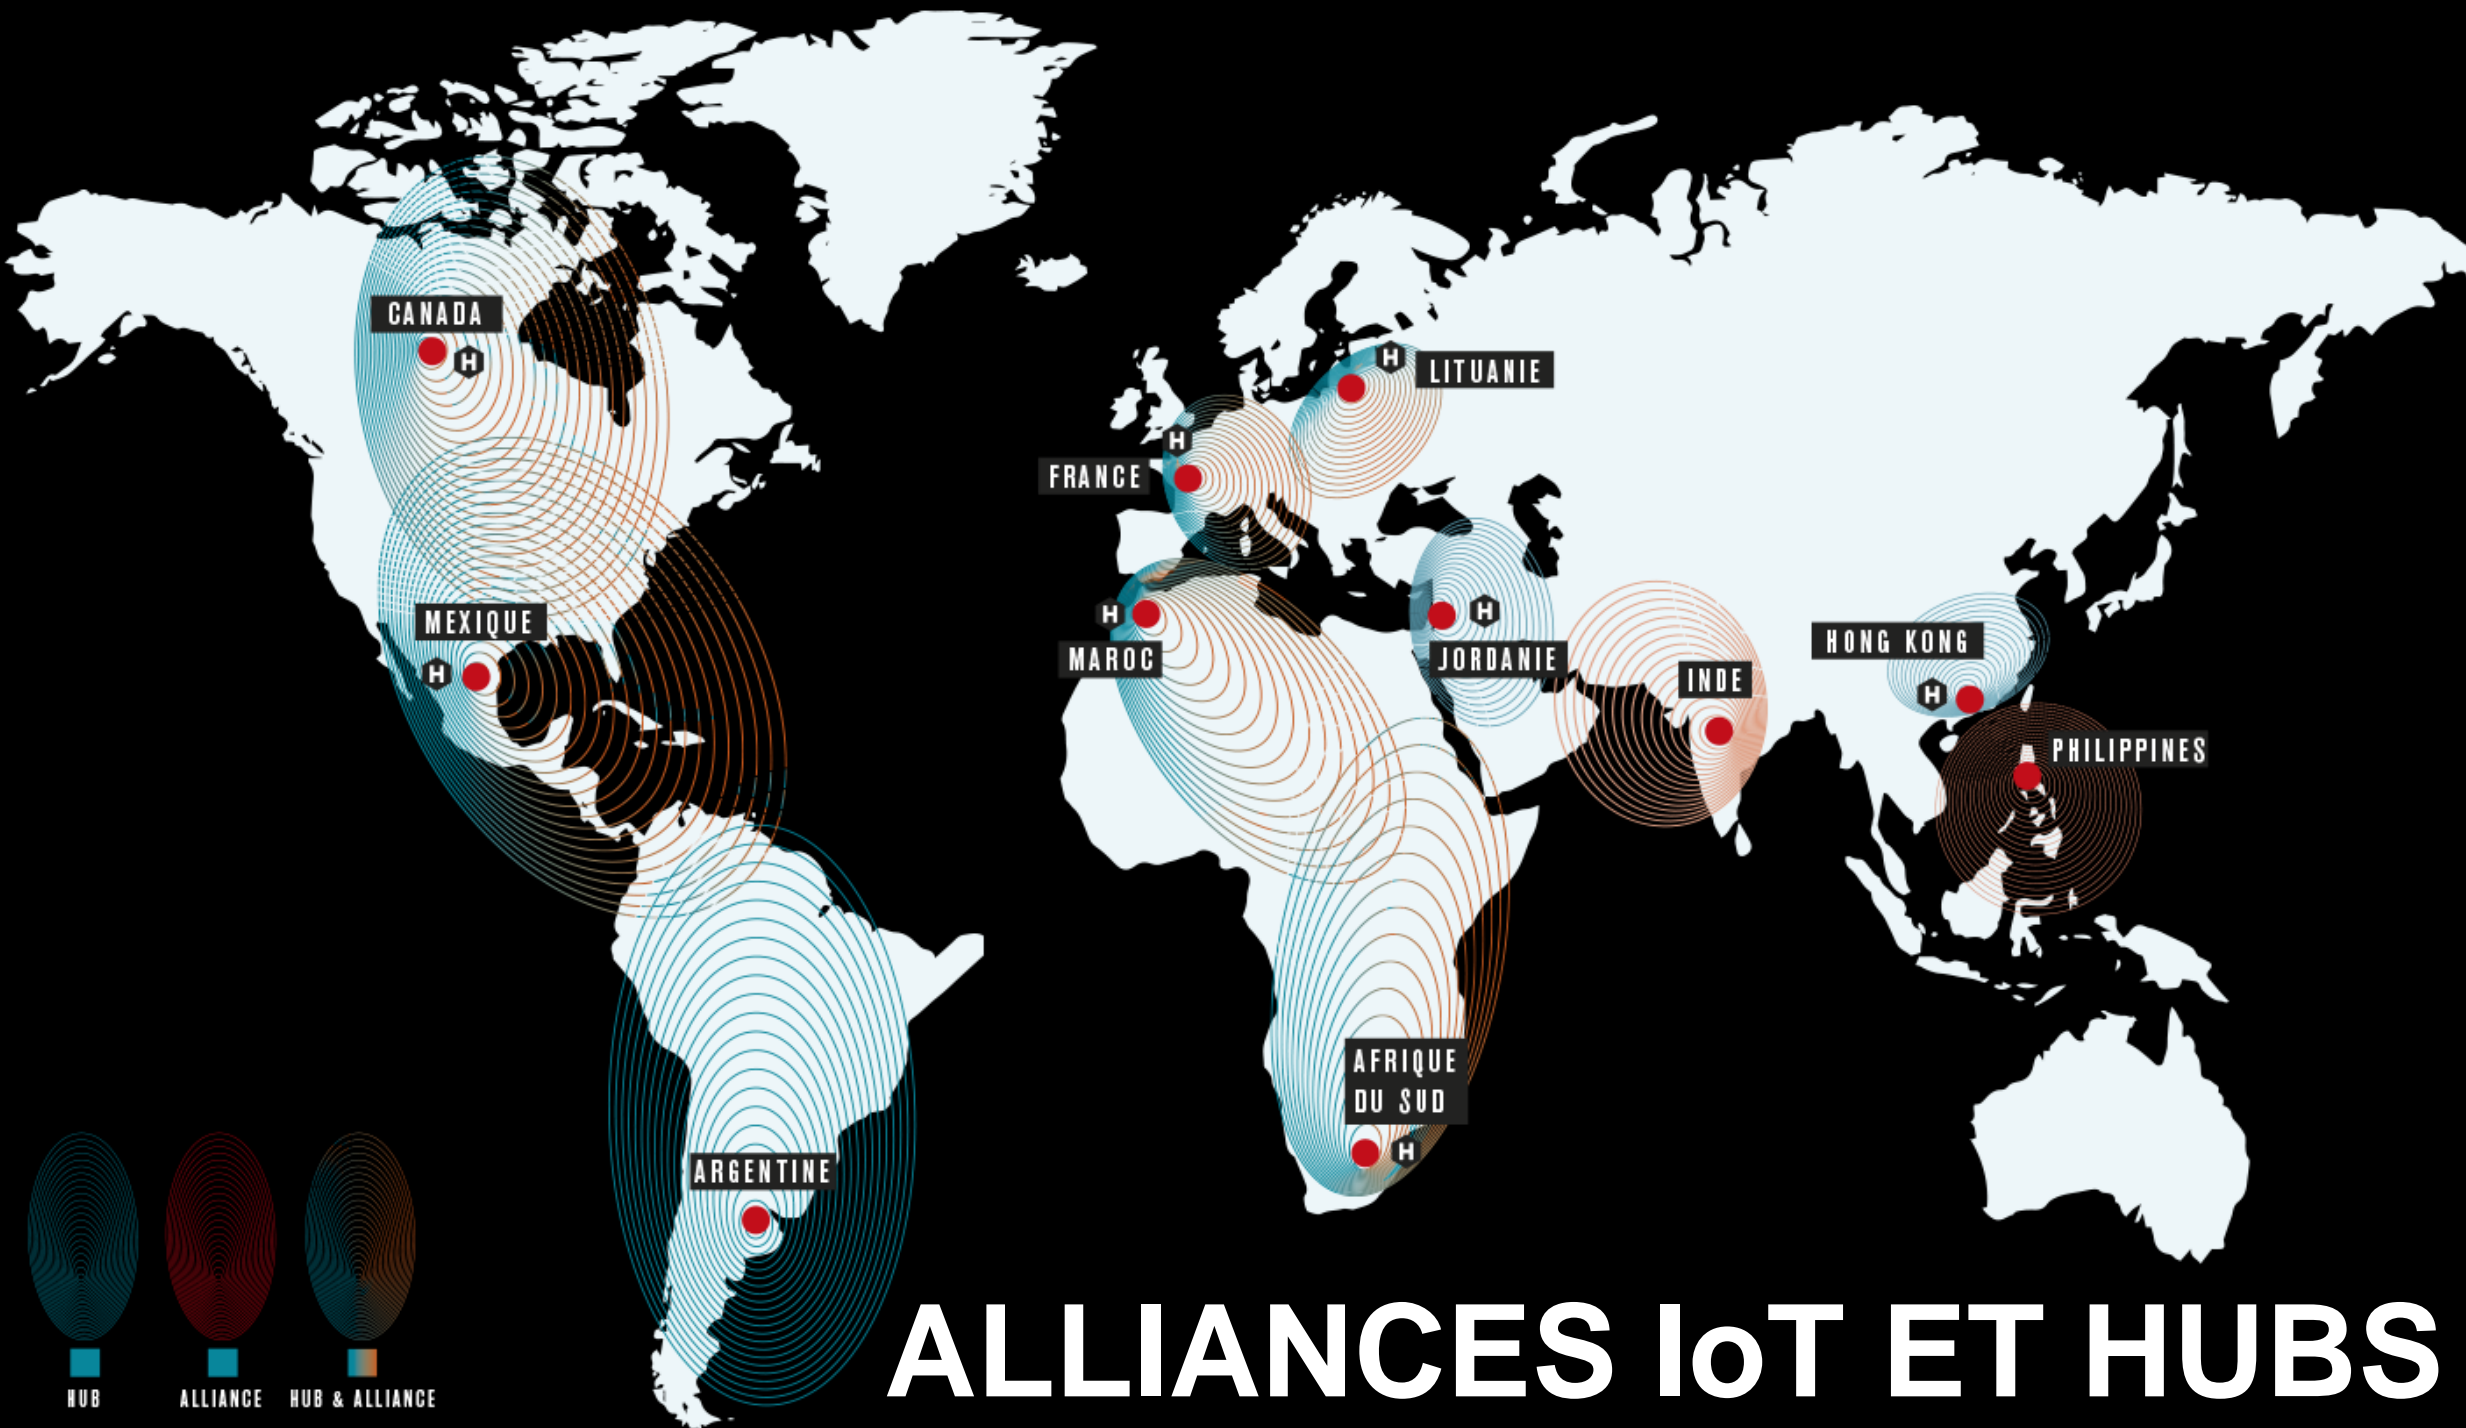 CANADA
H
H
LITUANIE
H
FRANCE
H
MAROC
H
JORDANIE
MEXIQUE
H
INDE
HONG KONG
H
PHILIPPINES
AFRIQUE
DU SUD
H
ARGENTINE
HUB
ALLIANCE
HUB & ALLIANCE
ALLIANCES IoT ET HUBS